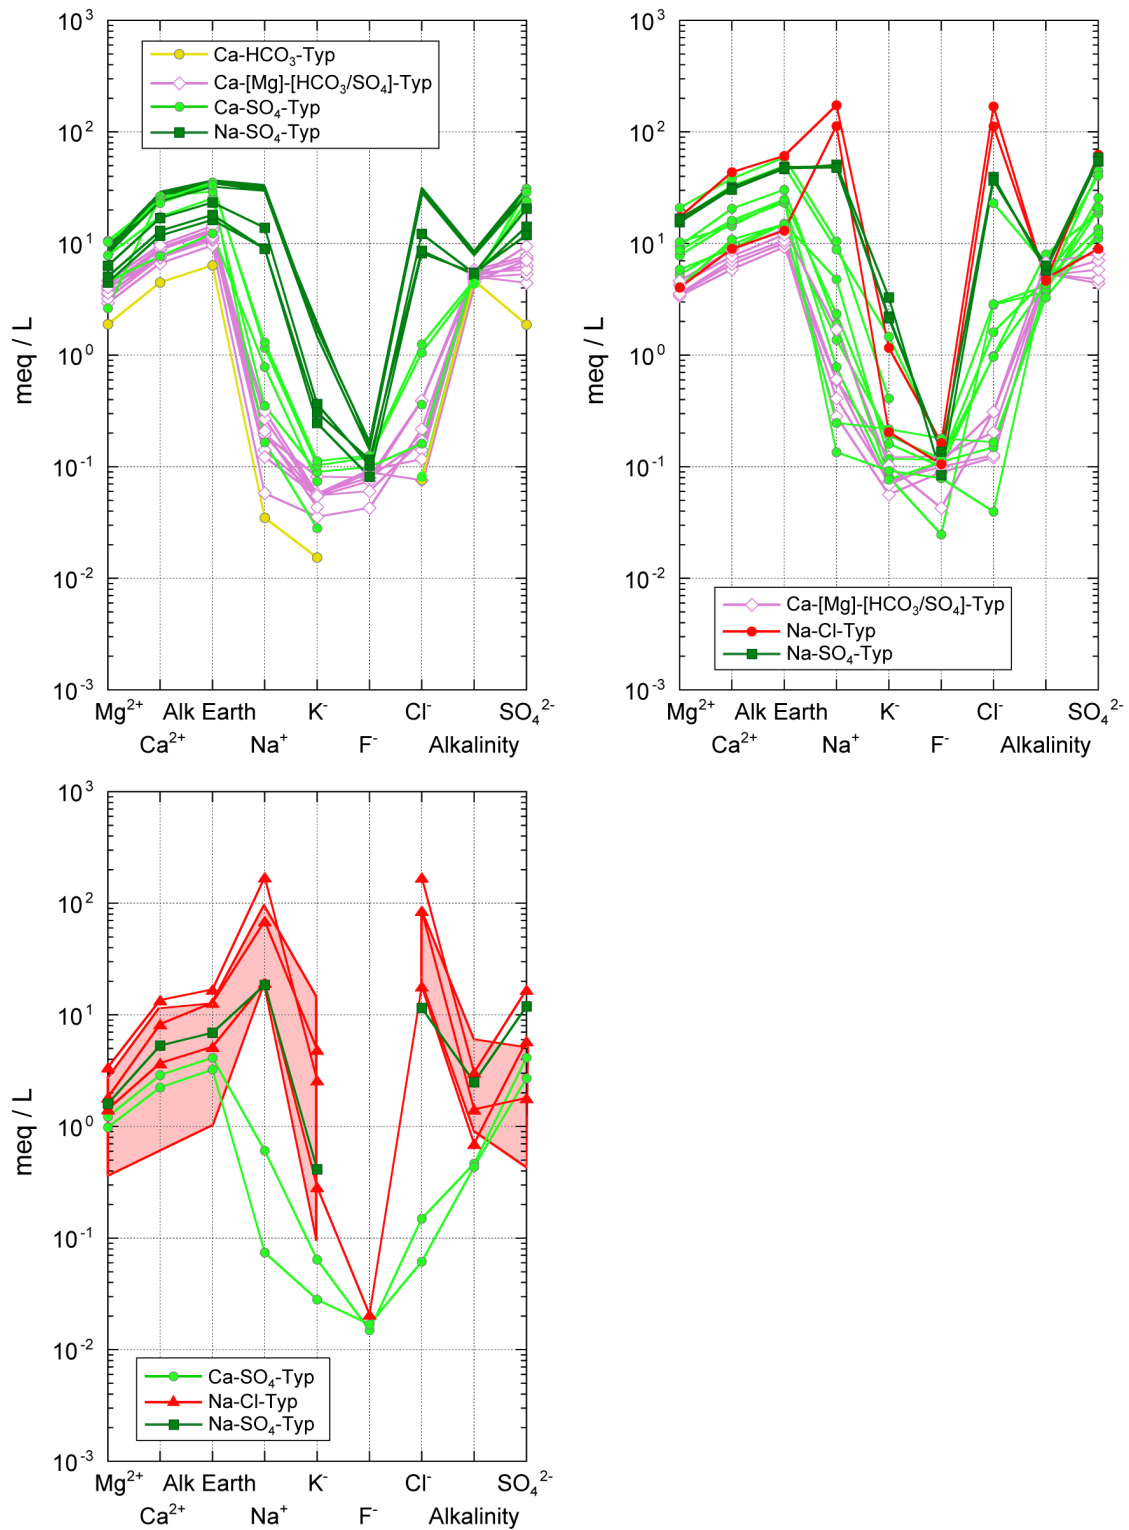 10³
10²
10¹
10⁰
10⁻¹
10⁻²
10⁻³
meq / L
Ca-HCO₃-Typ
Ca-[Mg]-[HCO₃/SO₄]-Typ
Ca-SO₄-Typ
Na-SO₄-Typ
Mg²⁺ Alk Earth K⁻ Cl⁻ SO₄²⁻
Ca²⁺ Na⁺ F⁻ Alkalinity
10³
10²
10¹
10⁰
10⁻¹
10⁻²
10⁻³
meq / L
Ca-[Mg]-[HCO₃/SO₄]-Typ
Na-Cl-Typ
Na-SO₄-Typ
Mg²⁺ Alk Earth K⁻ Cl⁻ SO₄²⁻
Ca²⁺ Na⁺ F⁻ Alkalinity
10³
10²
10¹
10⁰
10⁻¹
10⁻²
10⁻³
meq / L
Ca-SO₄-Typ
Na-Cl-Typ
Na-SO₄-Typ
Mg²⁺ Alk Earth K⁻ Cl⁻ SO₄²⁻
Ca²⁺ Na⁺ F⁻ Alkalinity